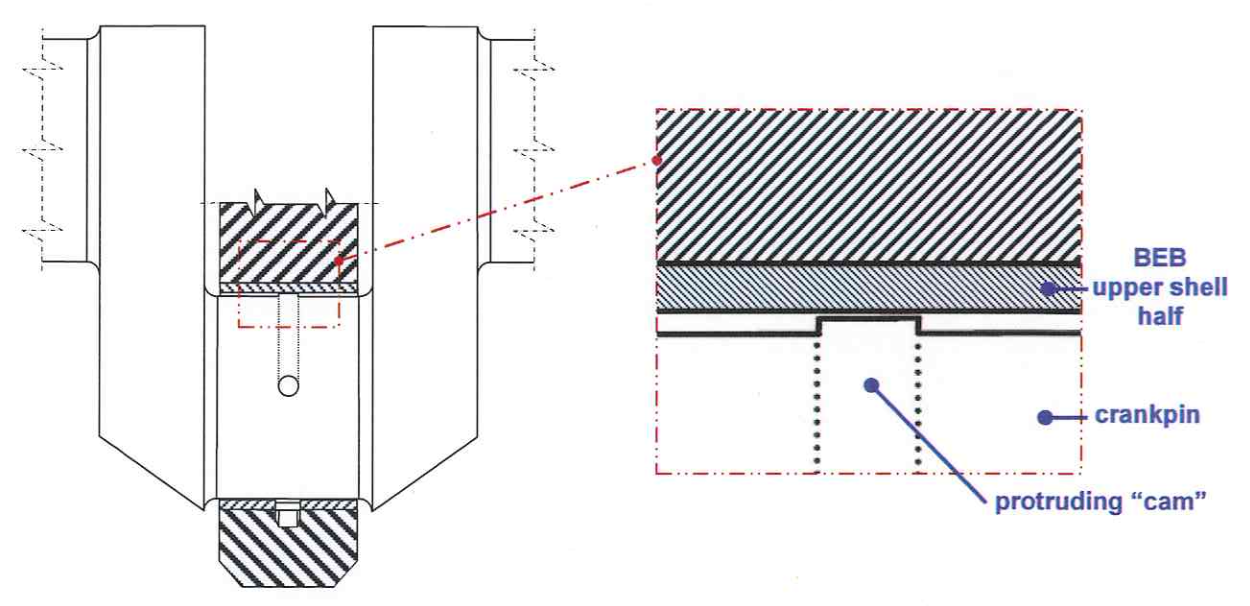 BEB
upper shell
half
crankpin
protruding “cam”